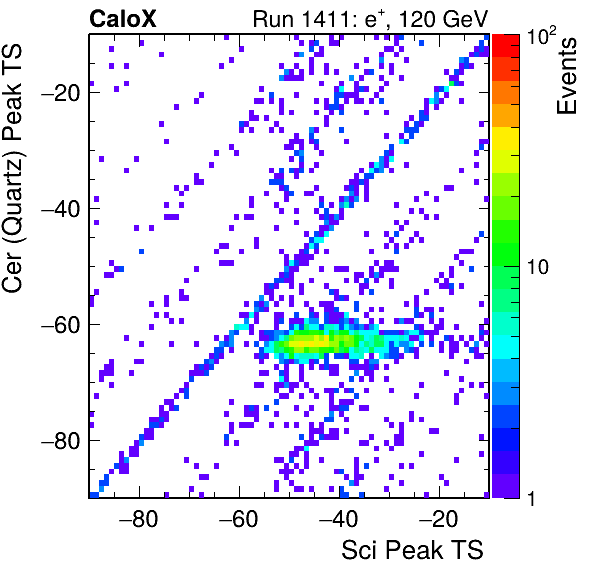 CaloX Run 1411: e⁺, 120 GeV
Cer (Quartz) Peak TS
−20
−40
−60
−80
−80 −60 −40 −20
Sci Peak TS
10²
10
1
Events